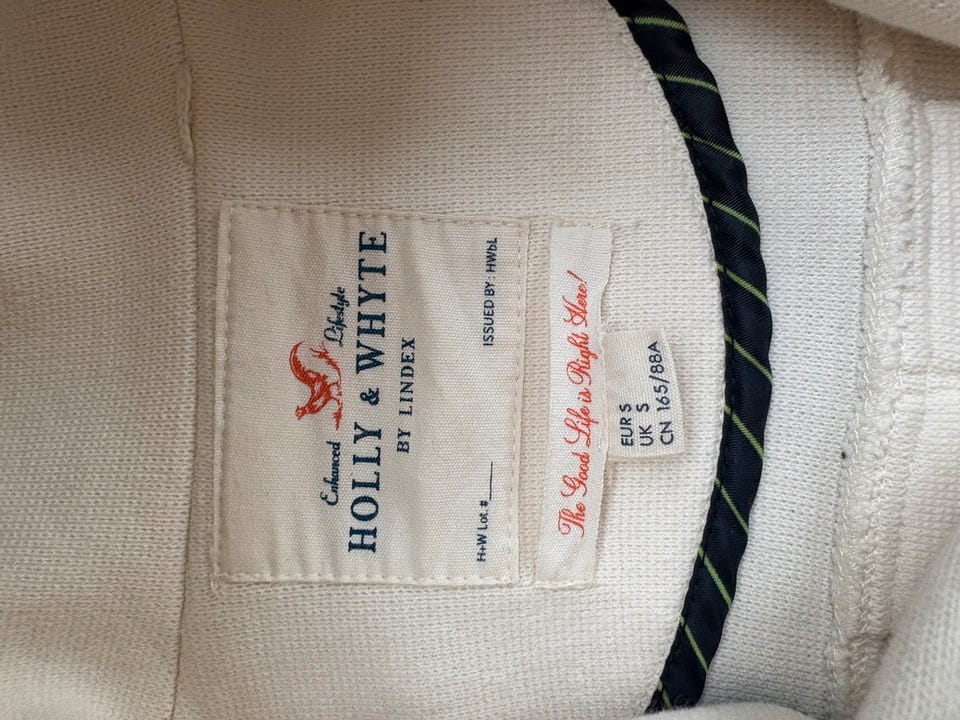 Enhanced Lifestyle
HOLLY & WHYTE
BY LINDEX
H+W Lot. #____ ISSUED BY: HWbL
The Good Life is Right Here!
EUR S
UK S
CN 165/88A